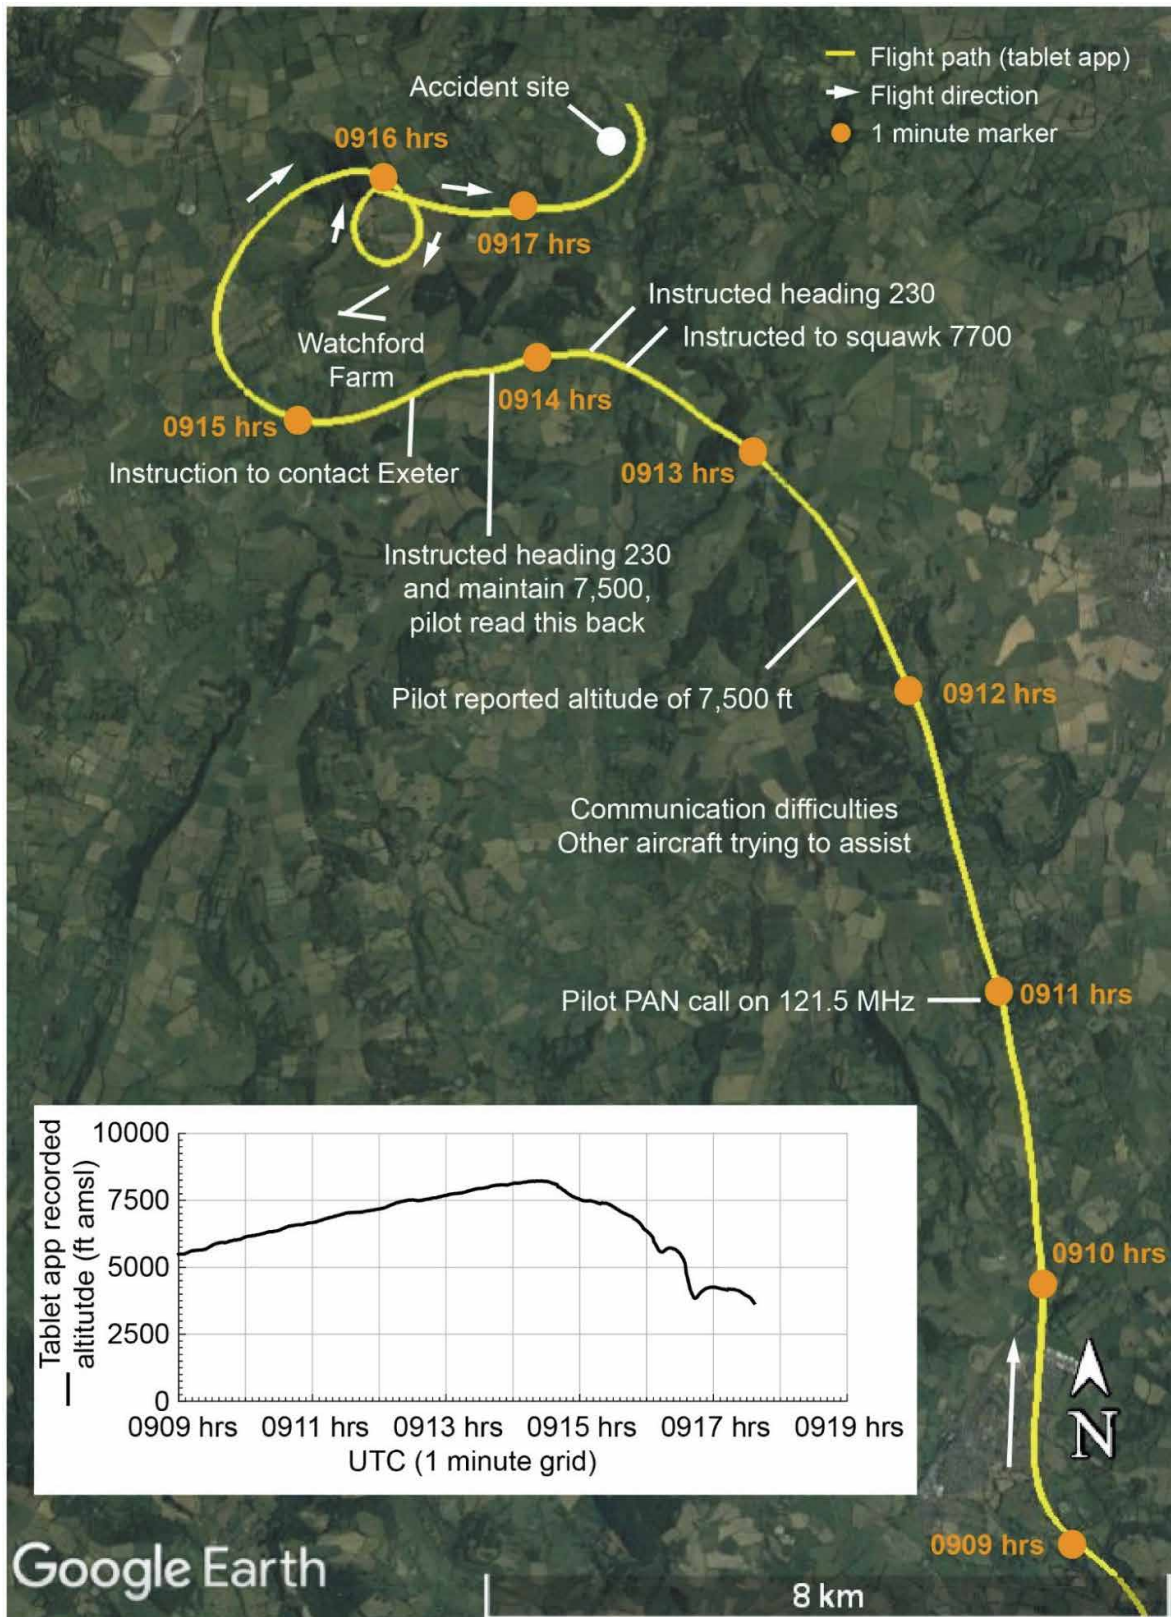 Flight path (tablet app)
Flight direction
1 minute marker
Accident site
0916 hrs
0917 hrs
Instructed heading 230
Instructed to squawk 7700
Watchford
Farm
0914 hrs
0915 hrs
0913 hrs
Instruction to contact Exeter
Instructed heading 230
and maintain 7,500,
pilot read this back
Pilot reported altitude of 7,500 ft
0912 hrs
Communication difficulties
Other aircraft trying to assist
Pilot PAN call on 121.5 MHz
0911 hrs
0910 hrs
N
0909 hrs
Tablet app recorded
altitutde (ft amsl)
10000
7500
5000
2500
0
0909 hrs 0911 hrs 0913 hrs 0915 hrs 0917 hrs 0919 hrs
UTC (1 minute grid)
Google Earth
8 km